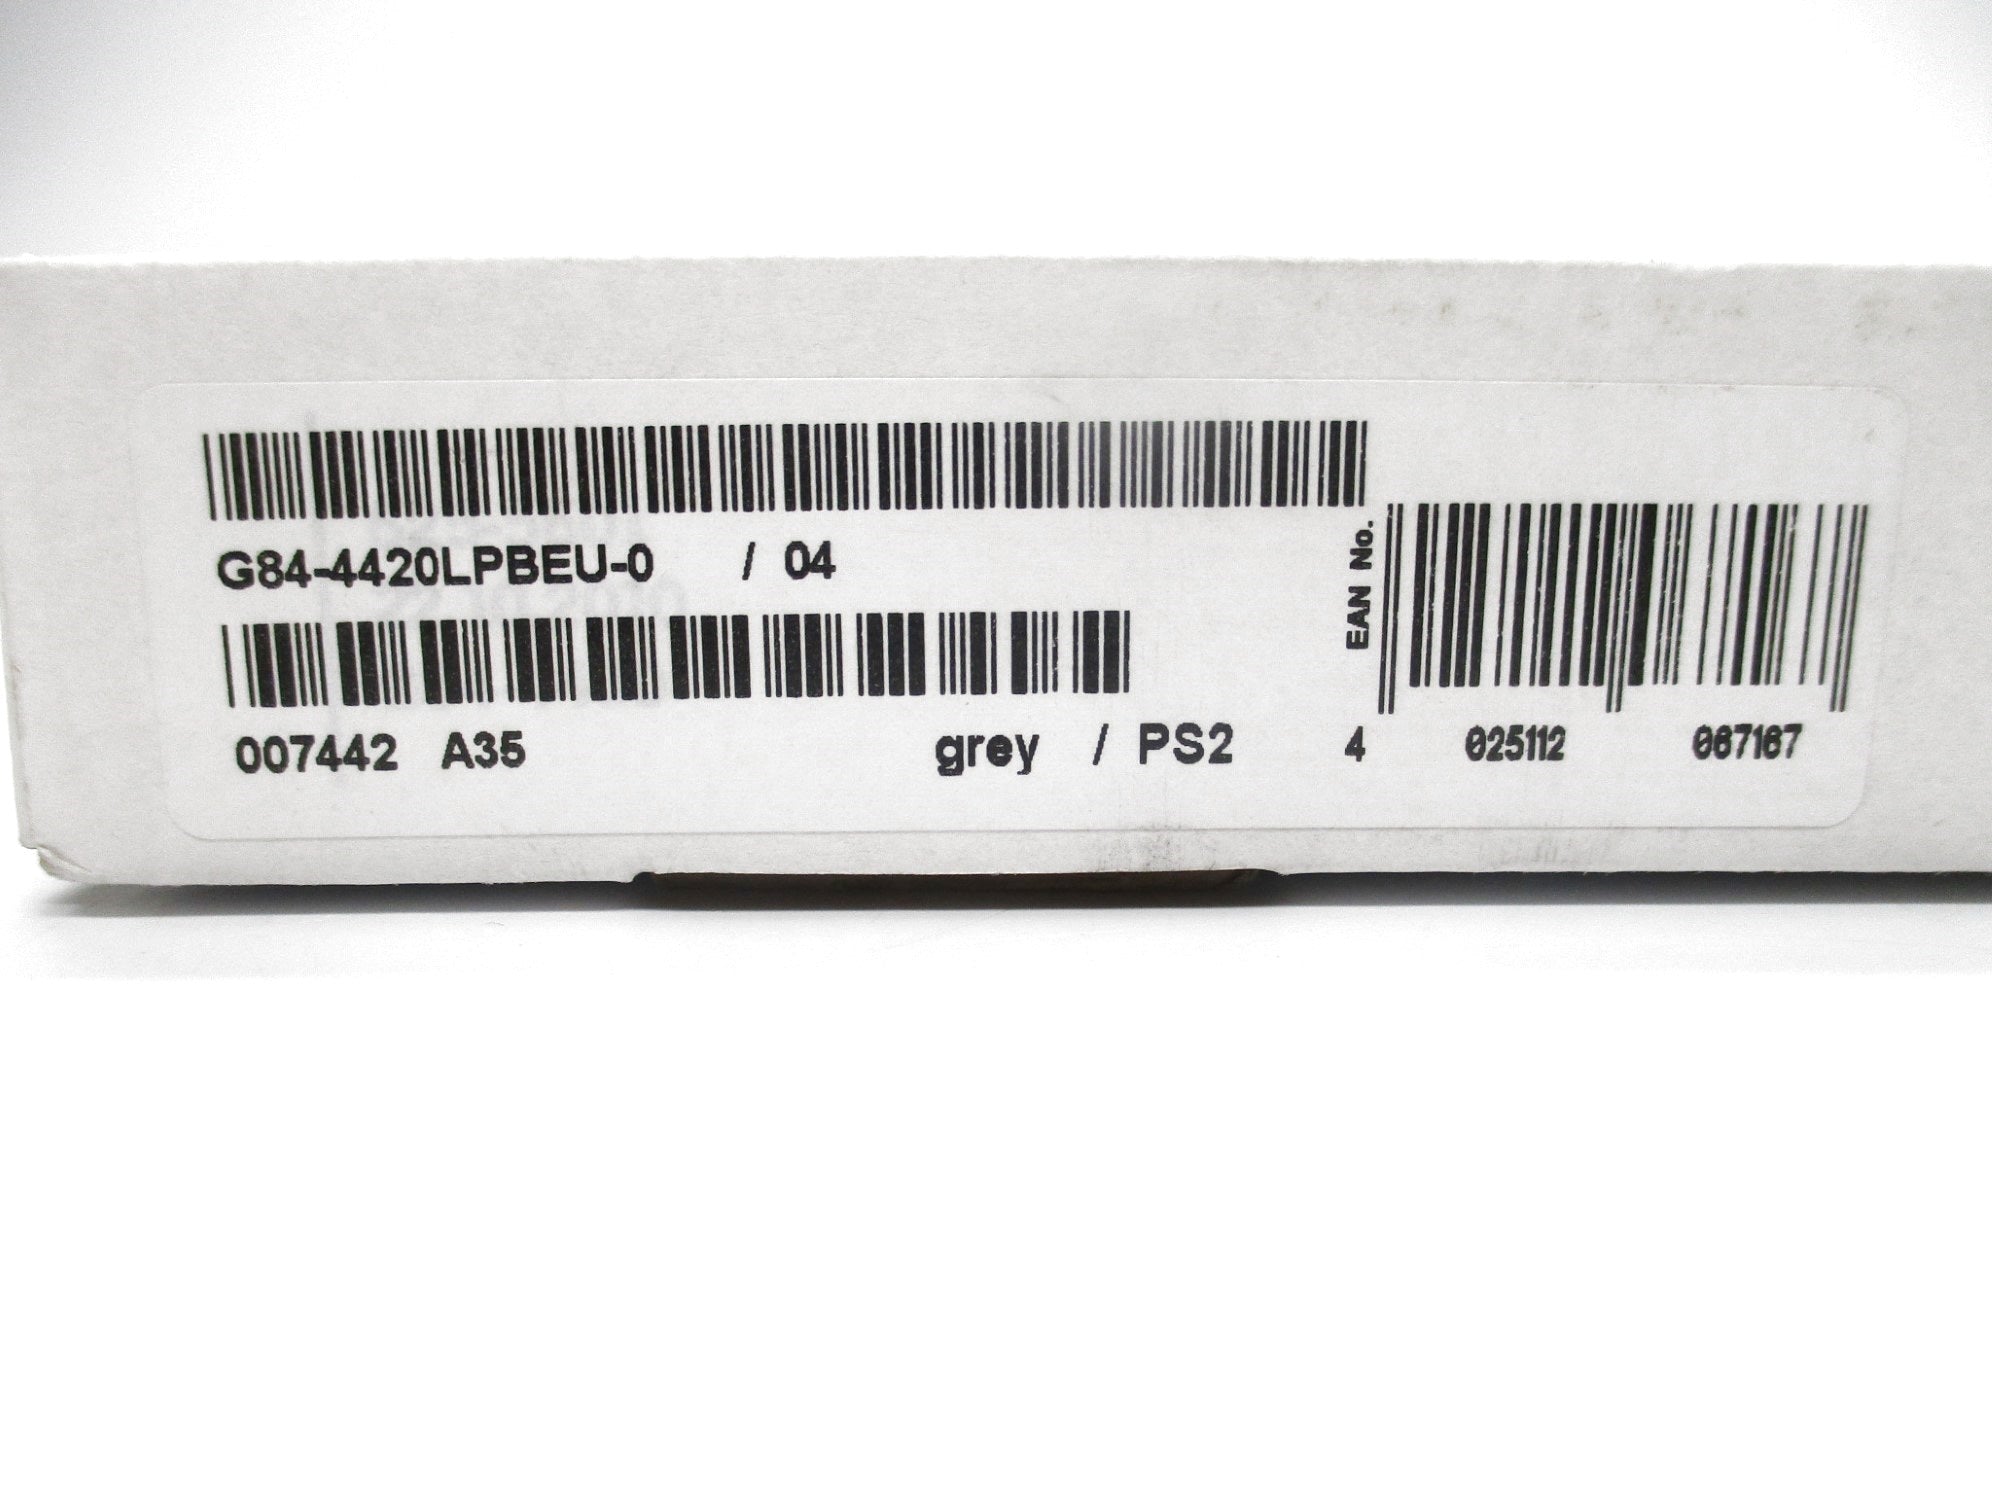 G84-4420LPBEU-0 / 04
EAN No.
007442 A35 grey / PS2 4 025112 067167